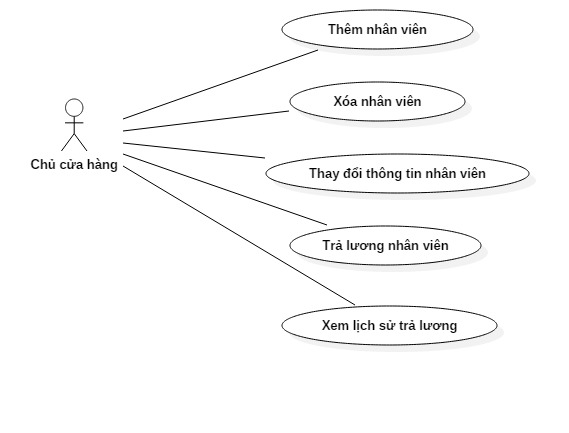 Thêm nhân viên
Xóa nhân viên
Chủ cửa hàng
Thay đổi thông tin nhân viên
Trả lương nhân viên
Xem lịch sử trả lương